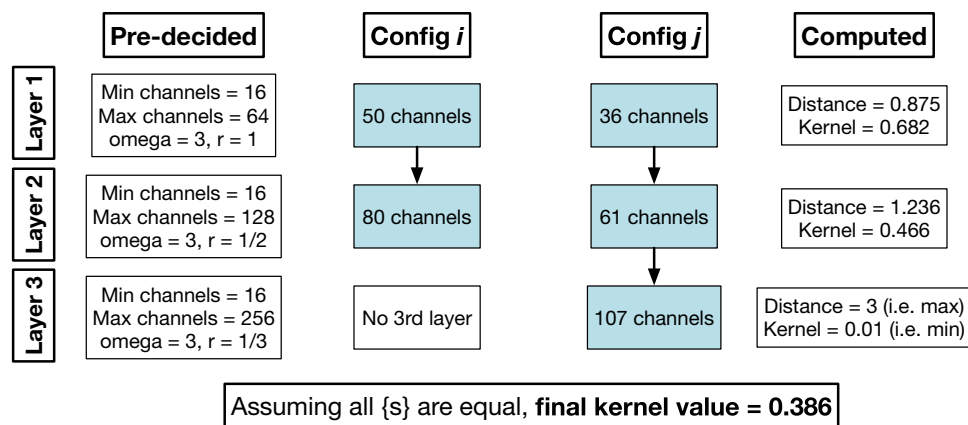 Pre-decided
Config i
Config j
Computed
Layer 1
Min channels = 16
Max channels = 64
omega = 3, r = 1
50 channels
36 channels
Distance = 0.875
Kernel = 0.682
Layer 2
Min channels = 16
Max channels = 128
omega = 3, r = 1/2
80 channels
61 channels
Distance = 1.236
Kernel = 0.466
Layer 3
Min channels = 16
Max channels = 256
omega = 3, r = 1/3
No 3rd layer
107 channels
Distance = 3 (i.e. max)
Kernel = 0.01 (i.e. min)
Assuming all {s} are equal, final kernel value = 0.386